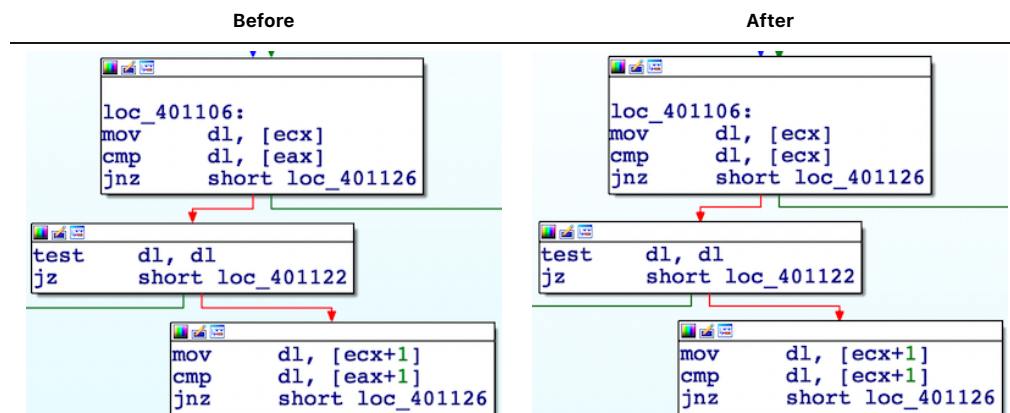 Before
After
loc_401106:
mov dl, [ecx]
cmp dl, [eax]
jnz short loc_401126
test dl, dl
jz short loc_401122
mov dl, [ecx+1]
cmp dl, [eax+1]
jnz short loc_401126
loc_401106:
mov dl, [ecx]
cmp dl, [ecx]
jnz short loc_401126
test dl, dl
jz short loc_401122
mov dl, [ecx+1]
cmp dl, [ecx+1]
jnz short loc_401126